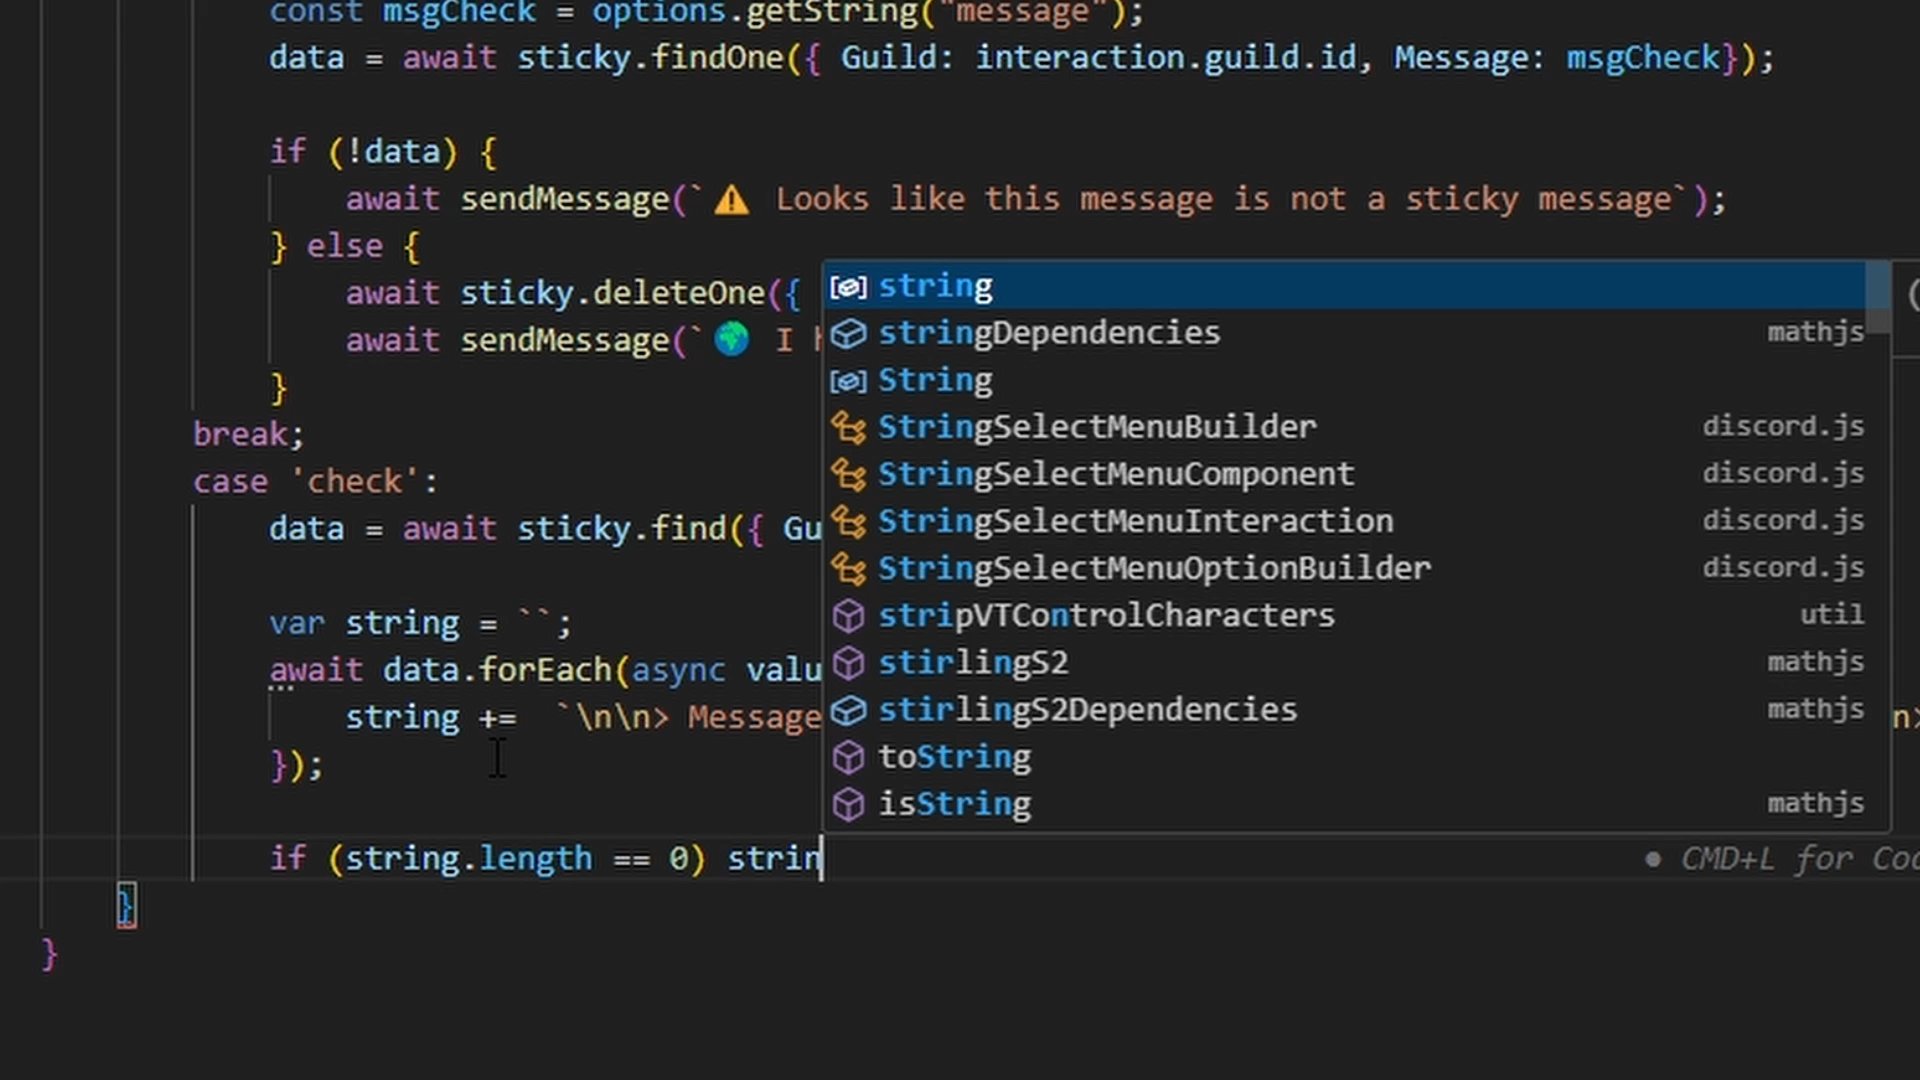 const msgCheck = options.getString("message");
data = await sticky.findOne({ Guild: interaction.guild.id, Message: msgCheck});
if (!data) {
await sendMessage(`⚠️ Looks like this message is not a sticky message`);
} else {
await sticky.deleteOne({
await sendMessage(`🌍 I
}
break;
case 'check':
data = await sticky.find({ Gu
var string = ``;
await data.forEach(async valu
string += `\n\n> Message
});
if (string.length == 0) strin
}
}
string
stringDependencies mathjs
String
StringSelectMenuBuilder discord.js
StringSelectMenuComponent discord.js
StringSelectMenuInteraction discord.js
StringSelectMenuOptionBuilder discord.js
stripVTControlCharacters util
stirlingS2 mathjs
stirlingS2Dependencies mathjs
toString
isString mathjs
(
n>
● CMD+L for Coo